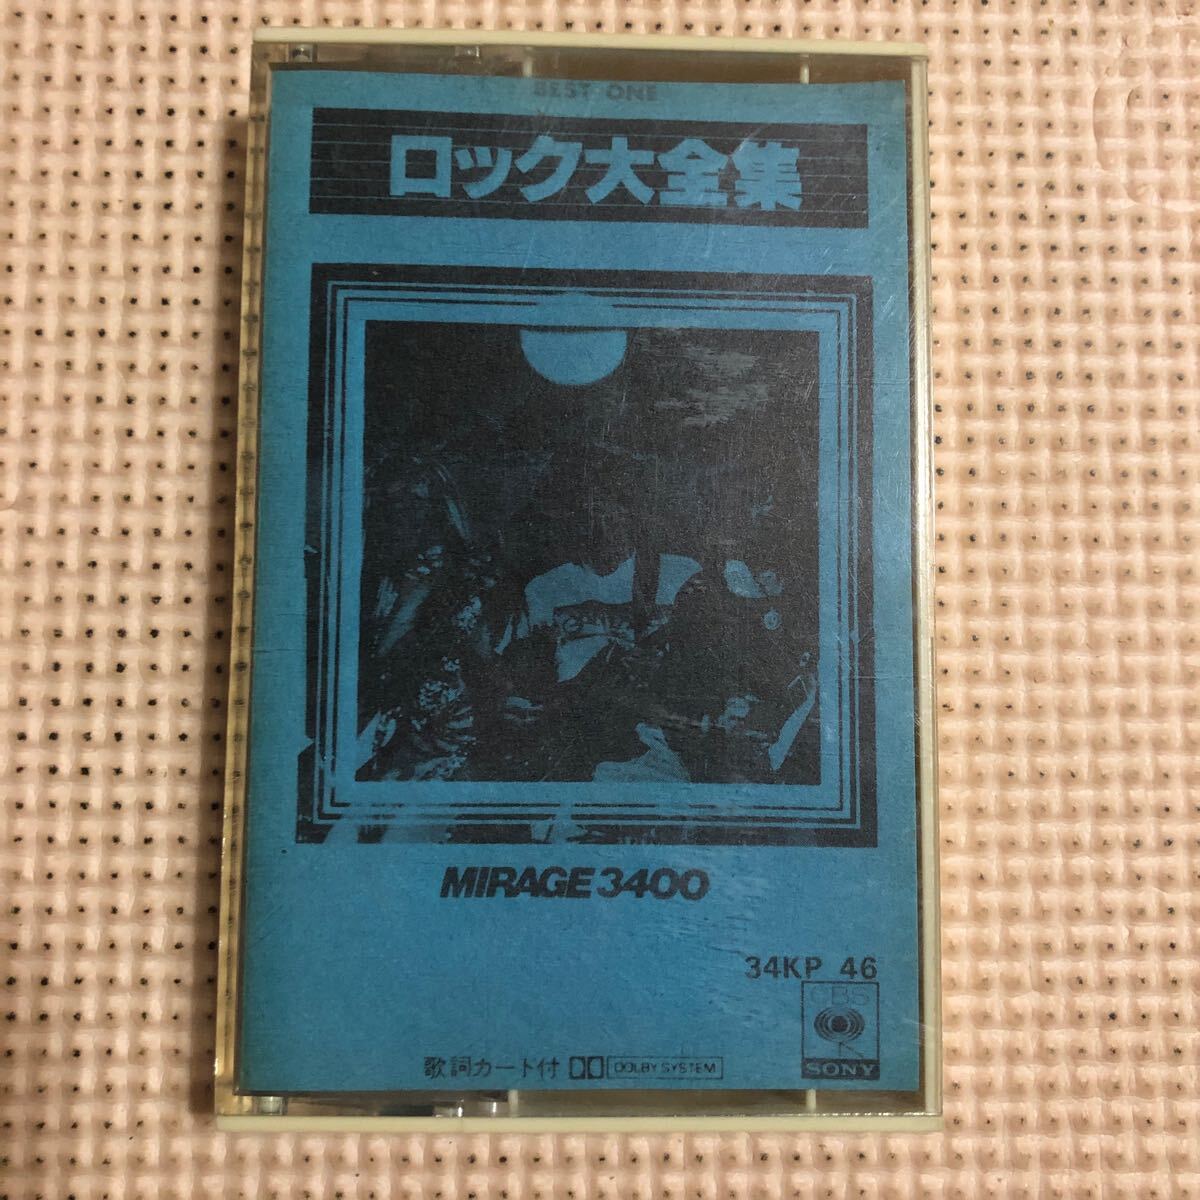 BEST ONE
ロック大全集
MIRAGE 3400
34KP 46
CBS
SONY
歌詞カード付 DOLBY SYSTEM